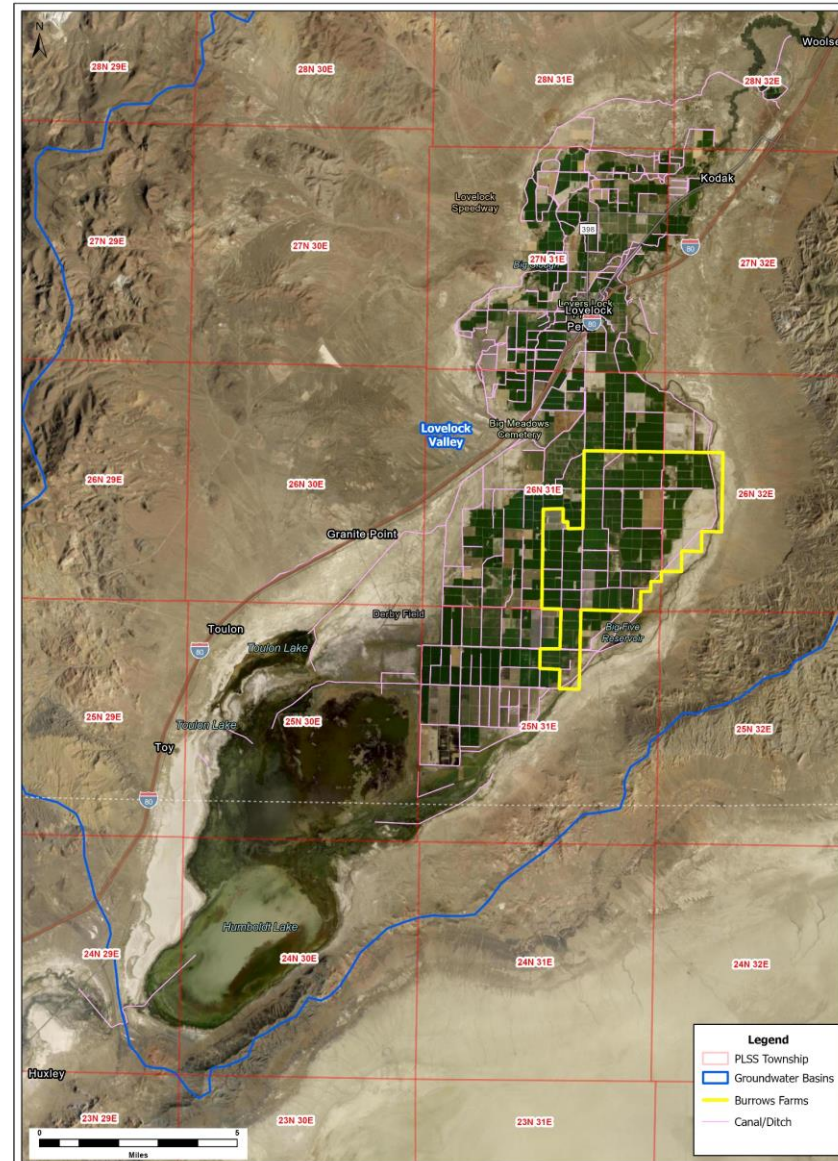 N
Woolse
28N 29E
28N 30E
28N 31E
28N 32E
Kodak
Lovelock
Speedway
398
27N 29E
27N 30E
27N 31E
80
27N 32E
Lovers Lock
Lovelock
80
Big Meadows
Cemetery
Lovelock
Valley
26N 29E
26N 30E
26N 31E
26N 32E
Granite Point
Derby Field
Big Five
Reservoir
Toulon
80
Toulon Lake
25N 29E
Toulon Lake
25N 30E
25N 31E
25N 32E
Toy
80
Humboldt Lake
24N 29E
24N 30E
24N 31E
24N 32E
Huxley
23N 29E
23N 30E
23N 31E
0 5
Miles
Legend
PLSS Township
Groundwater Basins
Burrows Farms
Canal/Ditch